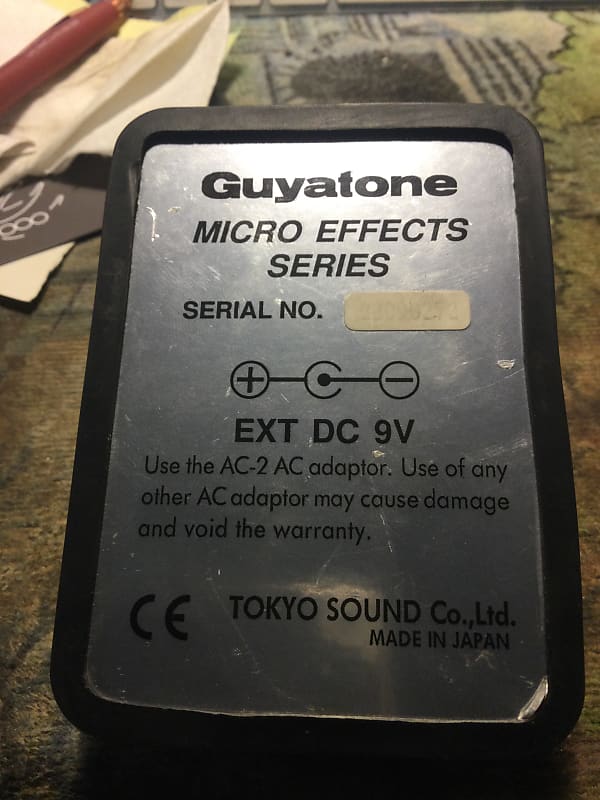 Guyatone
MICRO EFFECTS
SERIES
SERIAL NO.
EXT DC 9V
Use the AC-2 AC adaptor. Use of any
other AC adaptor may cause damage
and void the warranty.
CE TOKYO SOUND Co.,Ltd.
MADE IN JAPAN